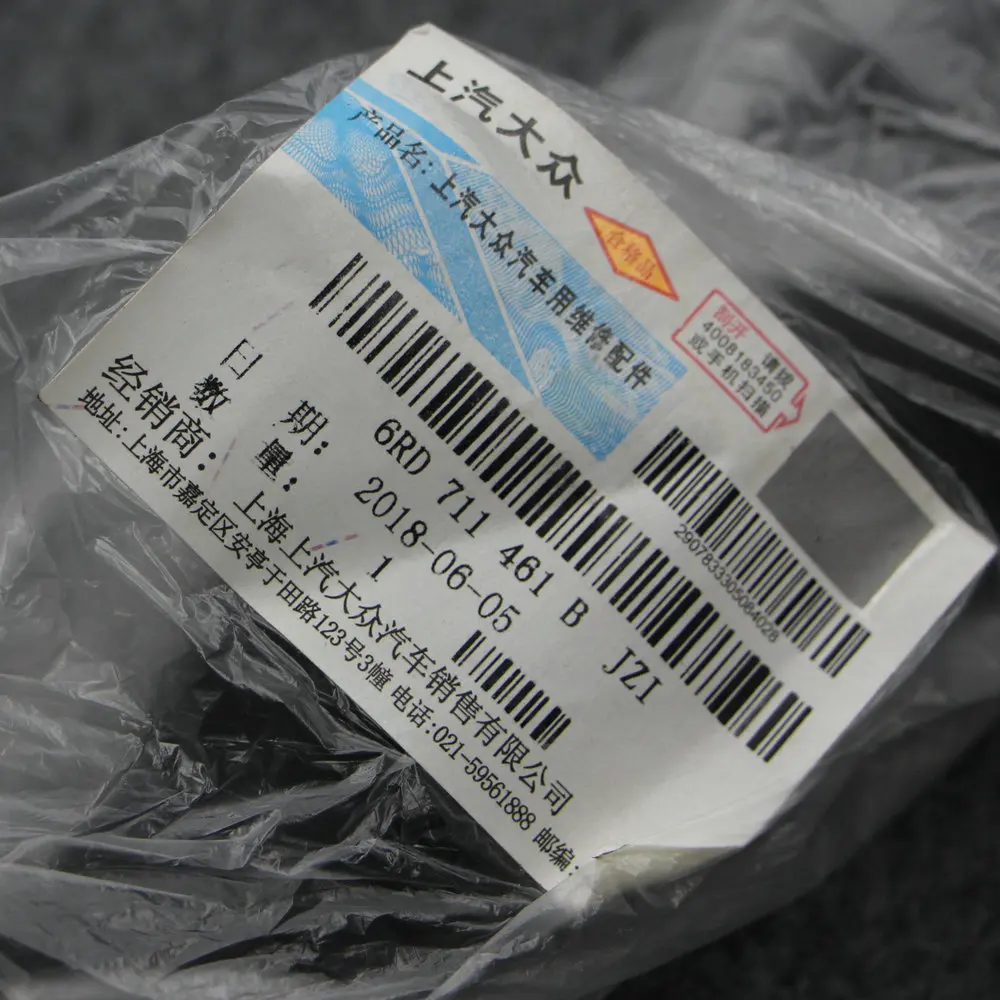 上汽大众
产品名: 上汽大众汽车用维修配件
合格品
刮开 请拨
4008183450
或手机扫描
29078333050840​28
6RD 711 461 B JZI
日 期: 2018-06-05
数 量: 1
经销商: 上海上汽大众汽车销售有限公司
地址:上海市嘉定区安亭于田路123号3幢 电话:021-59561888 邮编: